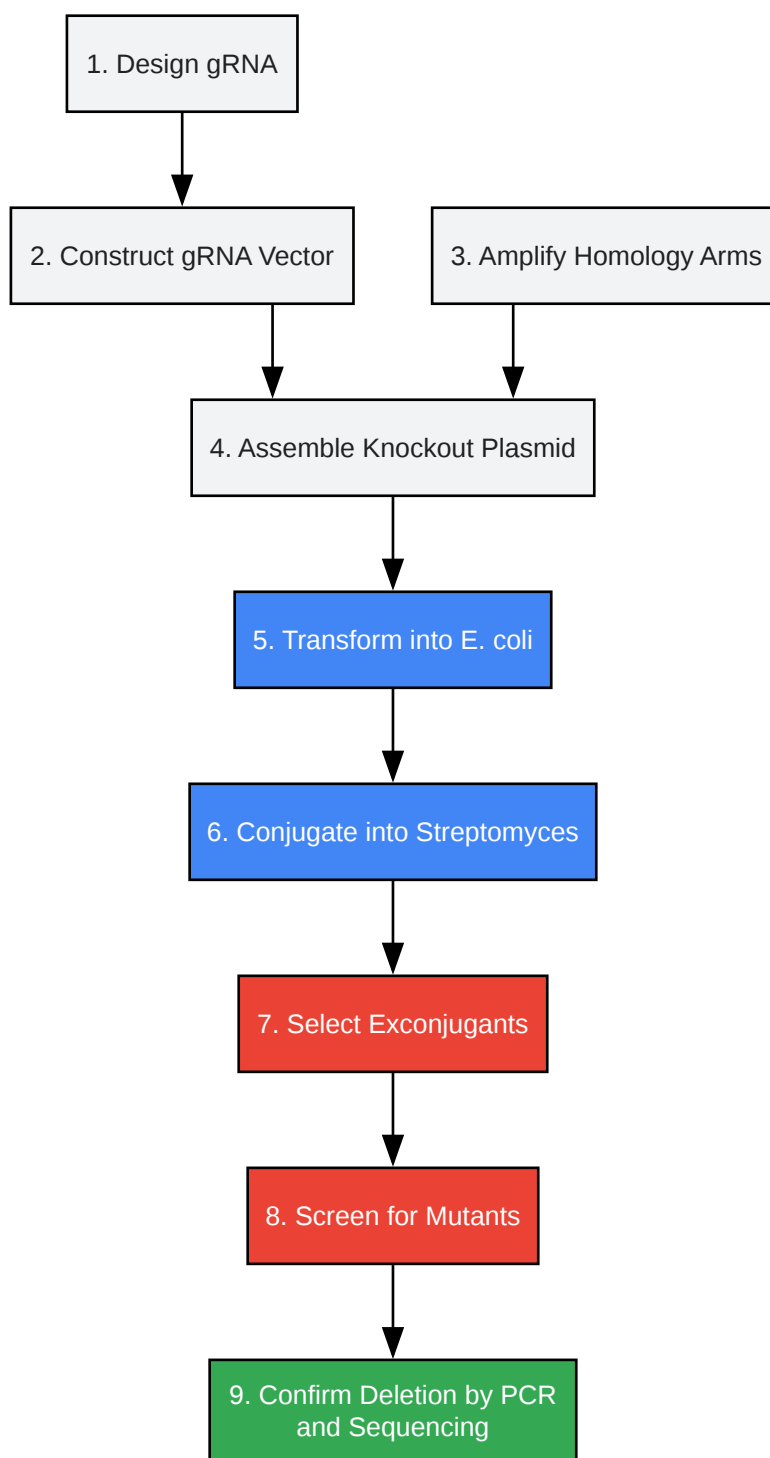 1. Design gRNA
2. Construct gRNA Vector
3. Amplify Homology Arms
4. Assemble Knockout Plasmid
5. Transform into E. coli
6. Conjugate into Streptomyces
7. Select Exconjugants
8. Screen for Mutants
9. Confirm Deletion by PCR
and Sequencing